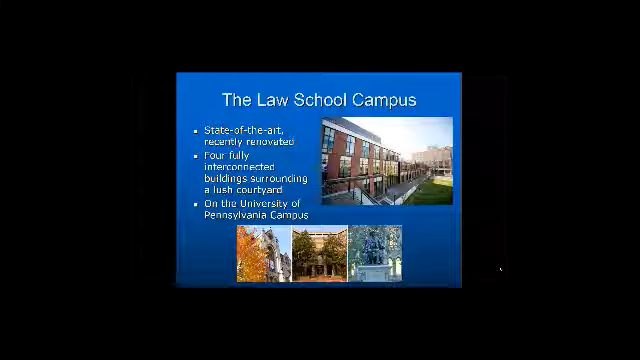 The Law School Campus
State-of-the-art,
recently renovated
Four fully
interconnected
buildings surrounding
a lush courtyard
On the University of
Pennsylvania Campus